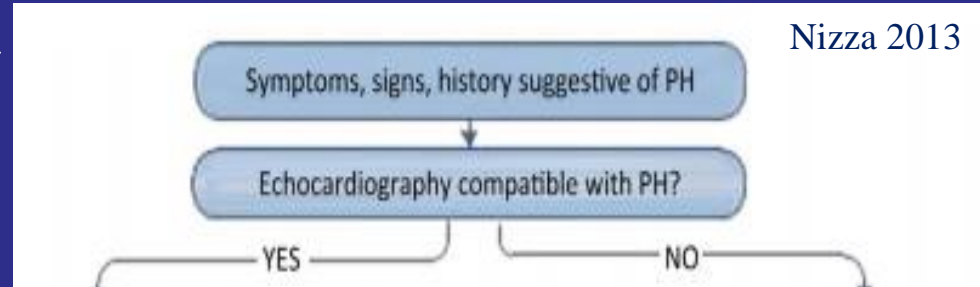 Nizza 2013
Symptoms, signs, history suggestive of PH
Echocardiography compatible with PH?
YES
NO